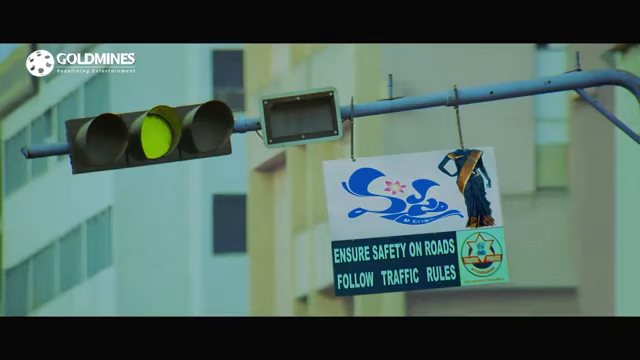 GOLDMINES
Redefining Entertainment
ENSURE SAFETY ON ROADS
FOLLOW TRAFFIC RULES